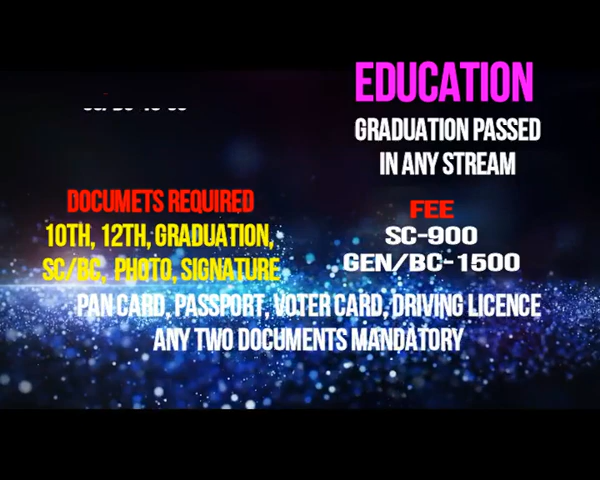 EDUCATION
GRADUATION PASSED
IN ANY STREAM
DOCUMETS REQUIRED
10TH, 12TH, GRADUATION,
SC/BC, PHOTO, SIGNATURE
FEE
SC-900
GEN/BC-1500
PAN CARD, PASSPORT, VOTER CARD, DRIVING LICENCE
ANY TWO DOCUMENTS MANDATORY